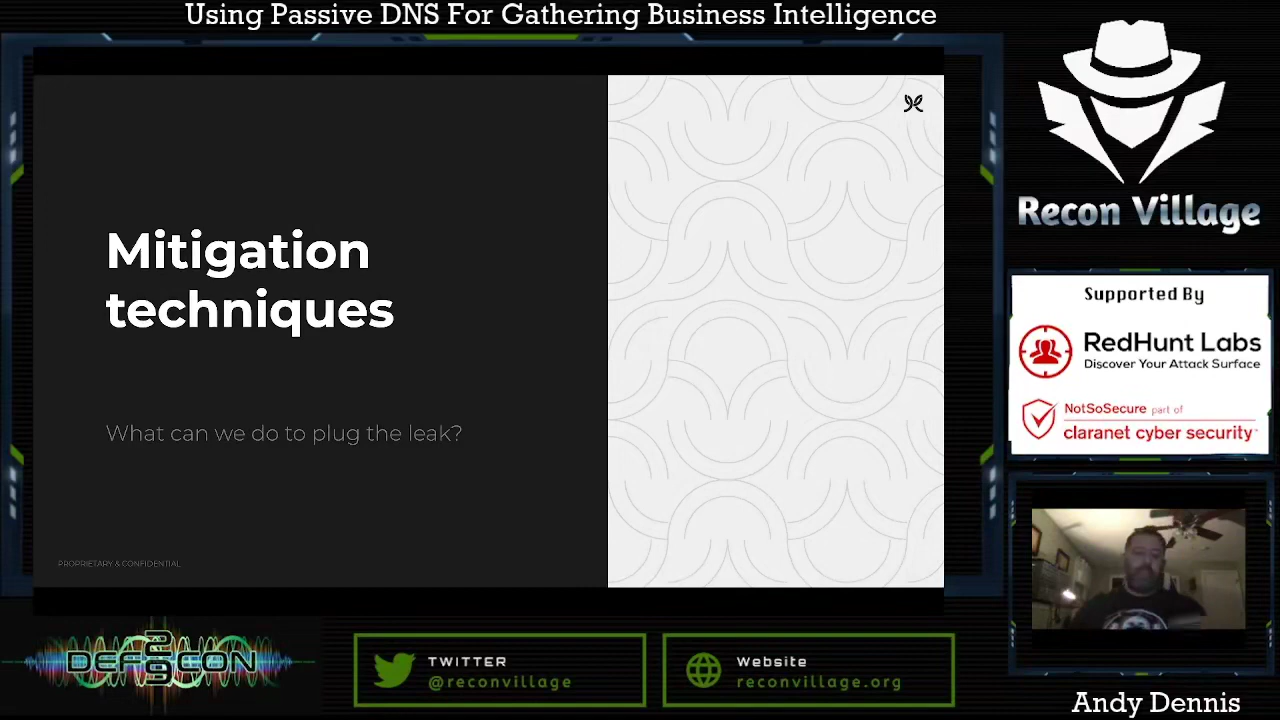 Using Passive DNS For Gathering Business Intelligence
Mitigation
techniques
What can we do to plug the leak?
PROPRIETARY & CONFIDENTIAL
Recon Village
Supported By
RedHunt Labs
Discover Your Attack Surface
NotSoSecure part of
claranet cyber security
DEFCON
29
TWITTER
@reconvillage
Website
reconvillage.org
Andy Dennis